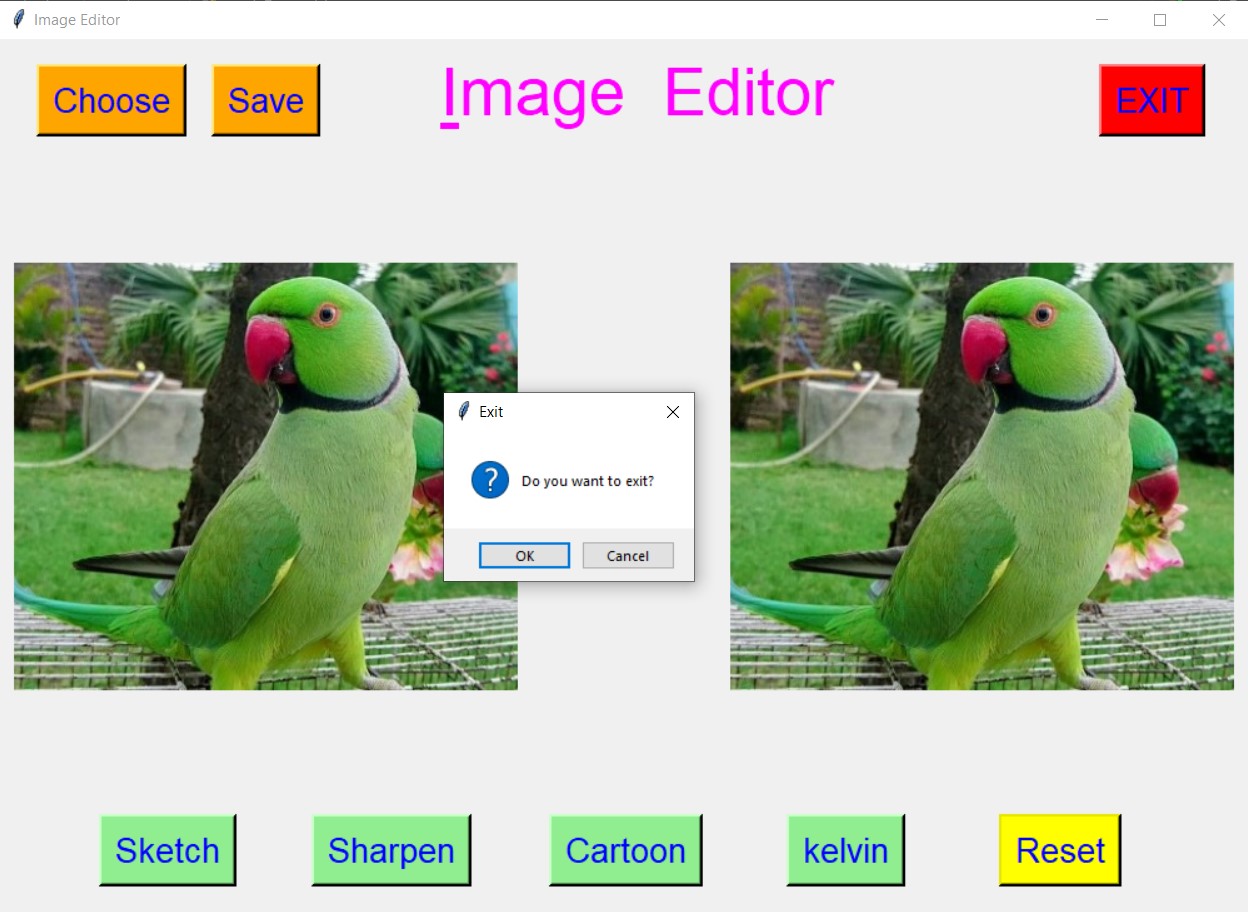 Image Editor
Choose
Save
Image Editor
EXIT
Exit
?
Do you want to exit?
OK
Cancel
Sketch
Sharpen
Cartoon
kelvin
Reset